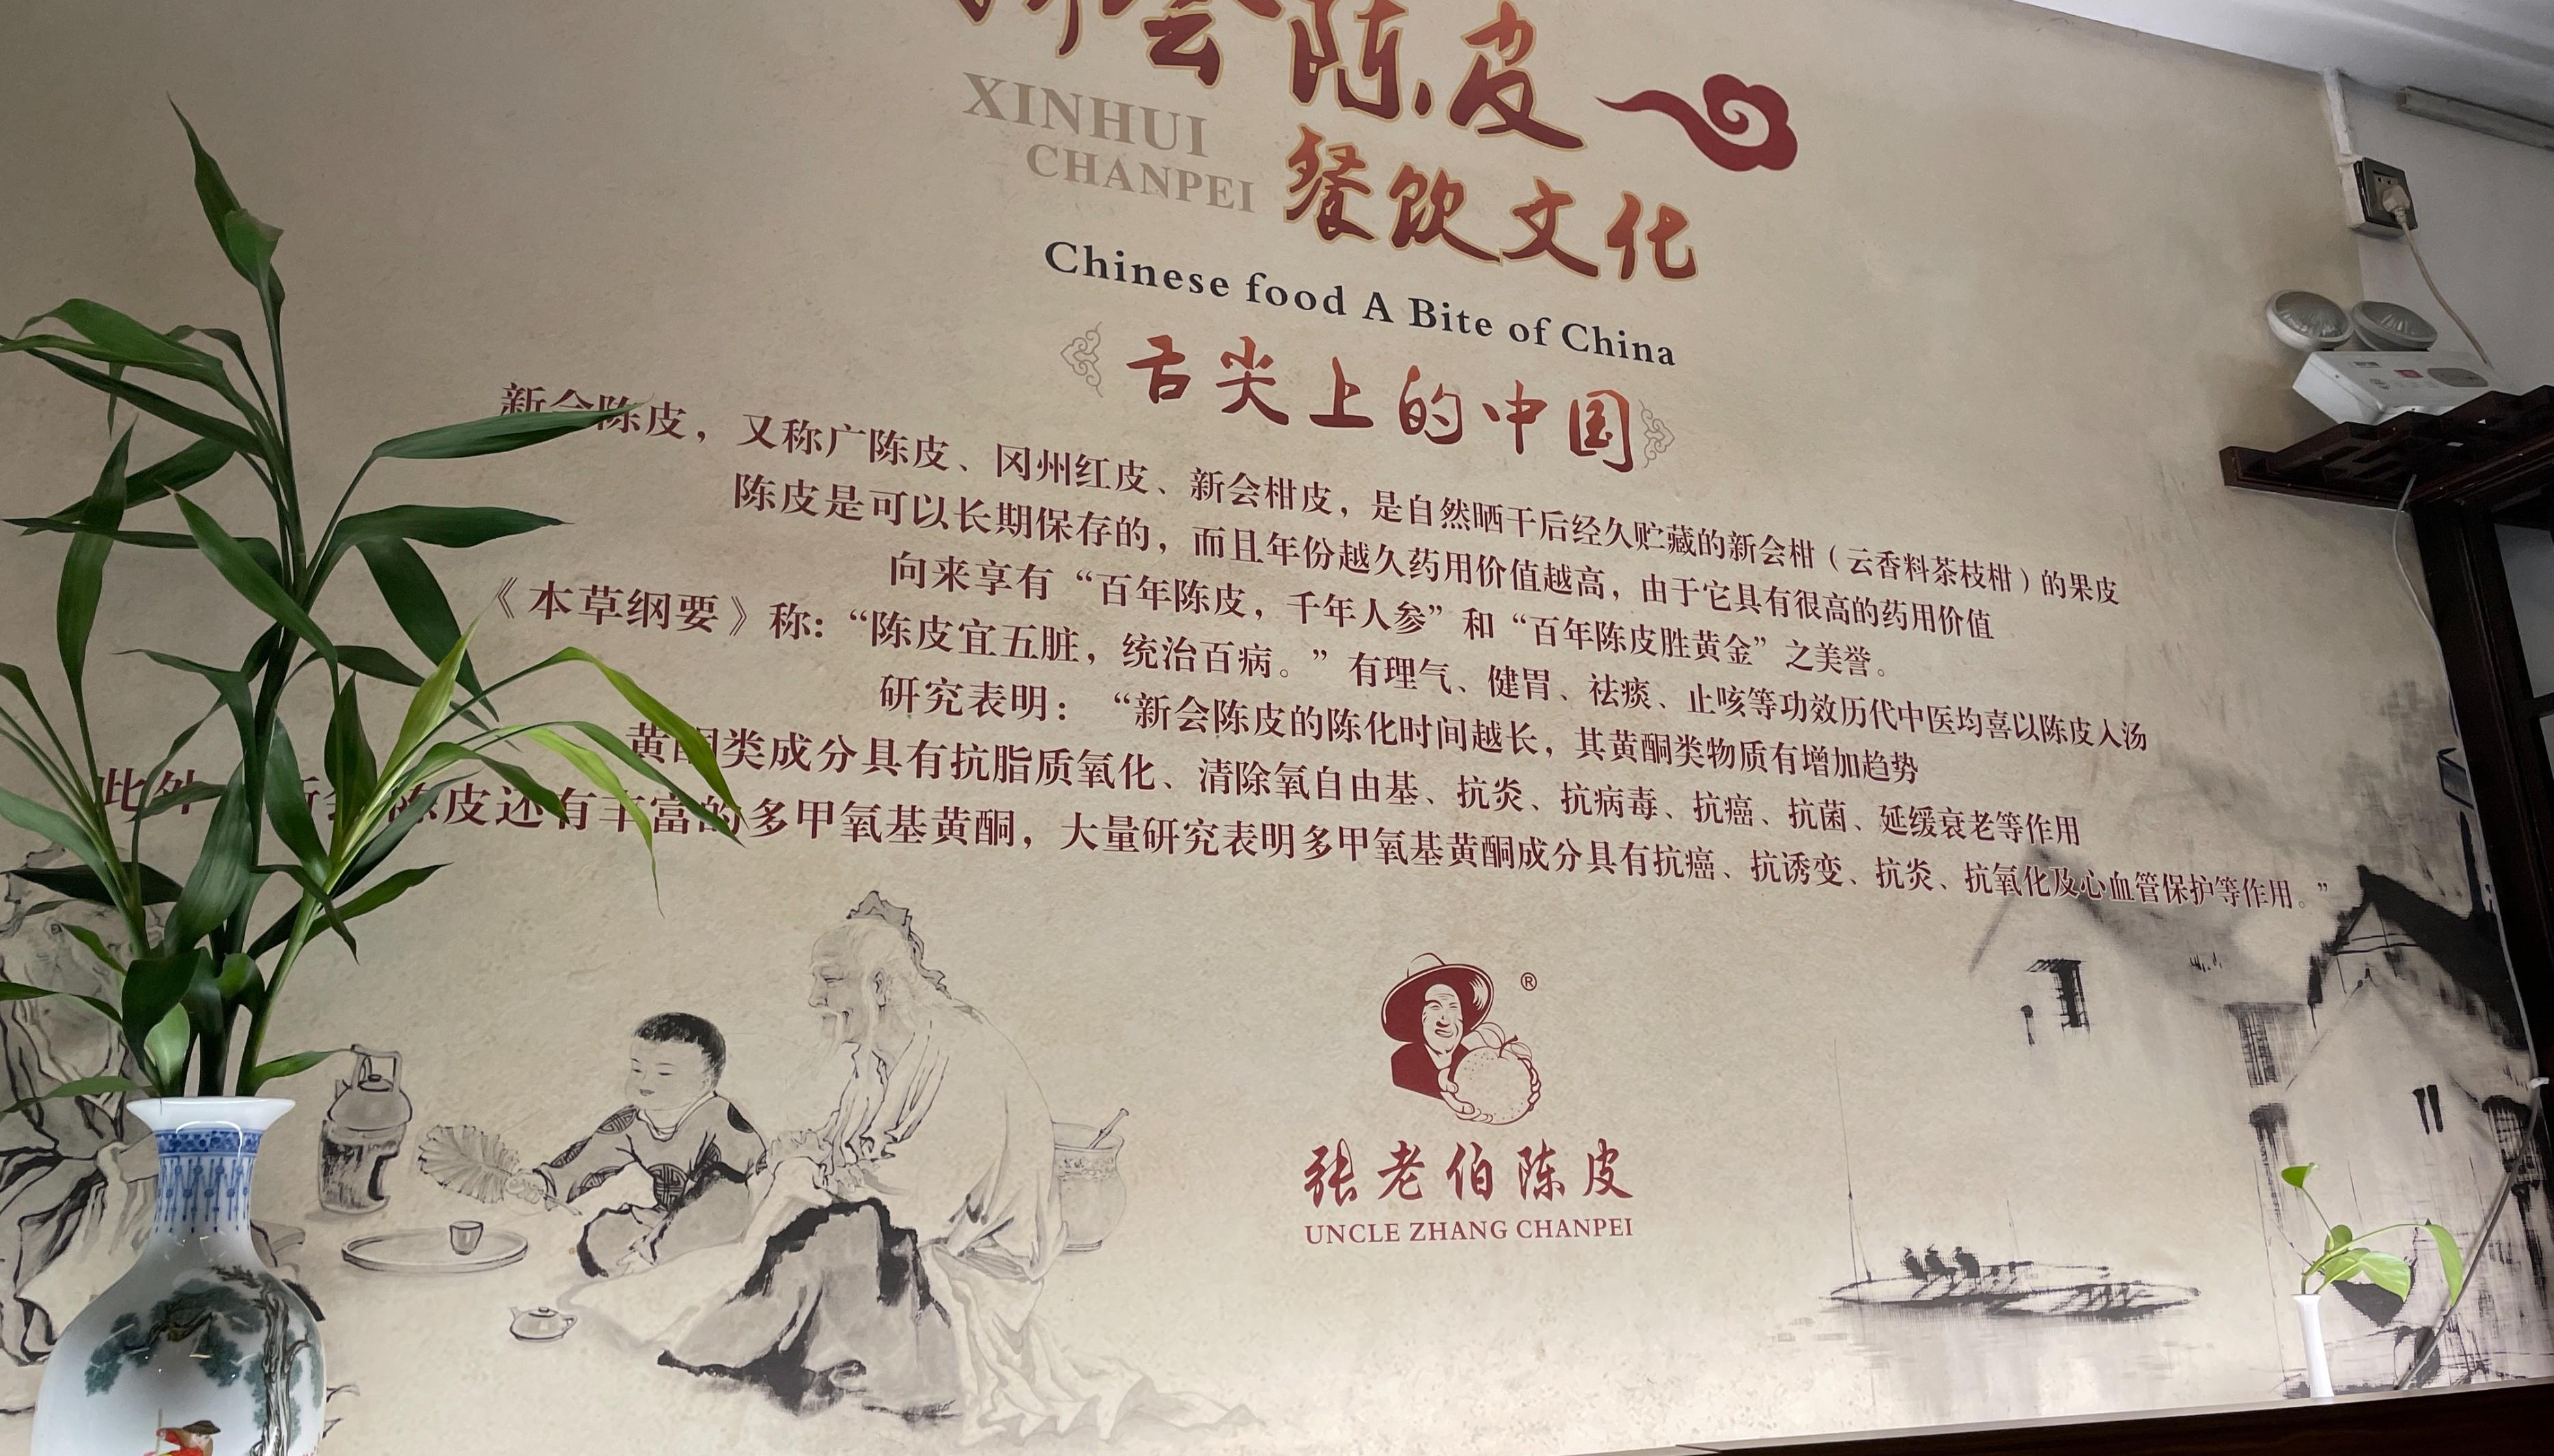 新会陈皮
XINHUI
CHANPEI
餐饮文化
Chinese food A Bite of China
舌尖上的中国
新会陈皮，又称广陈皮、冈州红皮、新会柑皮，是自然晒干后经久贮藏的新会柑（云香料茶枝柑）的果皮
陈皮是可以长期保存的，而且年份越久药用价值越高，由于它具有很高的药用价值
向来享有“百年陈皮，千年人参”和“百年陈皮胜黄金”之美誉。
《本草纲要》称：“陈皮宜五脏，统治百病。”有理气、健胃、祛痰、止咳等功效历代中医均喜以陈皮入汤
研究表明：“新会陈皮的陈化时间越长，其黄酮类物质有增加趋势
黄酮类成分具有抗脂质氧化、清除氧自由基、抗炎、抗病毒、抗癌、抗菌、延缓衰老等作用
此外，新会陈皮还有丰富的多甲氧基黄酮，大量研究表明多甲氧基黄酮成分具有抗癌、抗诱变、抗炎、抗氧化及心血管保护等作用。”
®
张老伯陈皮
UNCLE ZHANG CHANPEI